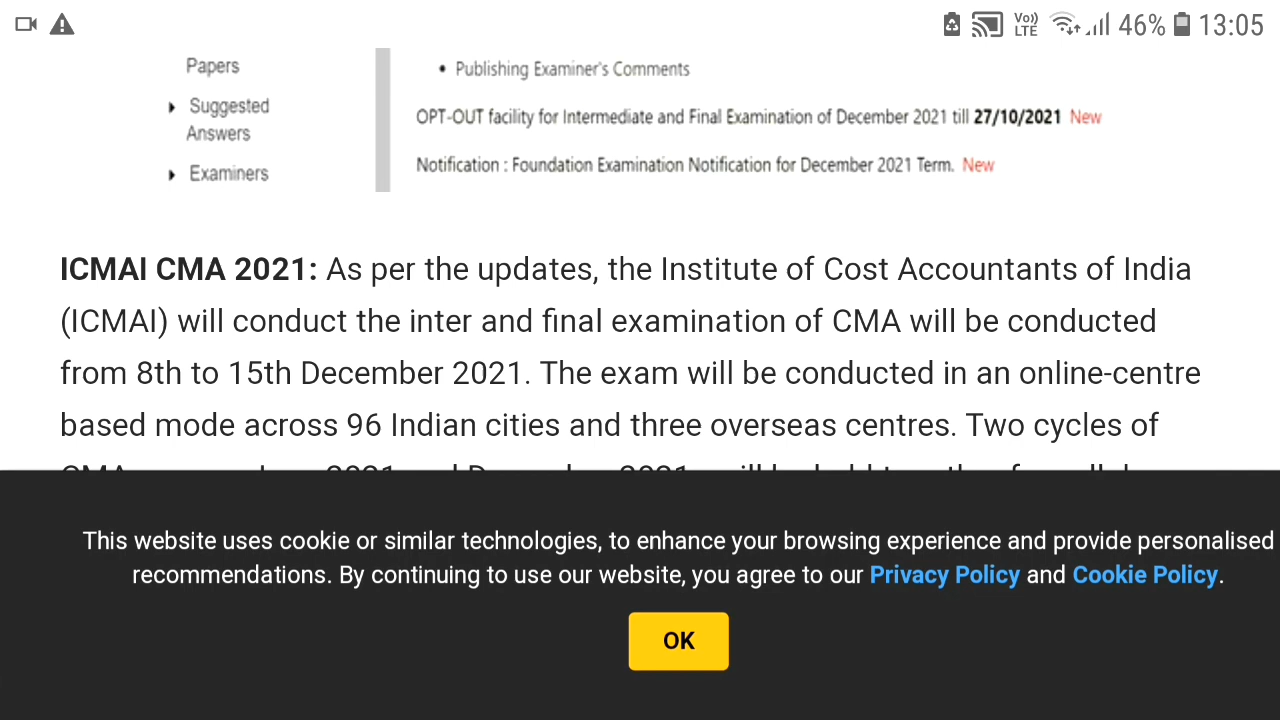 Vo)) LTE 46% 13:05
Papers
• Publishing Examiner's Comments
Suggested
Answers
OPT-OUT facility for Intermediate and Final Examination of December 2021 till 27/10/2021 New
Examiners
Notification : Foundation Examination Notification for December 2021 Term. New
ICMAI CMA 2021: As per the updates, the Institute of Cost Accountants of India
(ICMAI) will conduct the inter and final examination of CMA will be conducted
from 8th to 15th December 2021. The exam will be conducted in an online-centre
based mode across 96 Indian cities and three overseas centres. Two cycles of
This website uses cookie or similar technologies, to enhance your browsing experience and provide personalised
recommendations. By continuing to use our website, you agree to our Privacy Policy and Cookie Policy.
OK